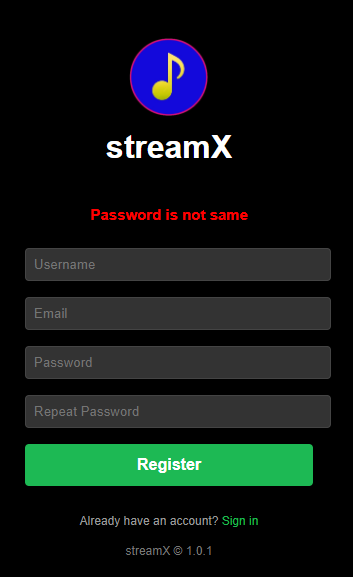 streamX
Password is not same
Username
Email
Password
Repeat Password
Register
Already have an account? Sign in
streamX © 1.0.1